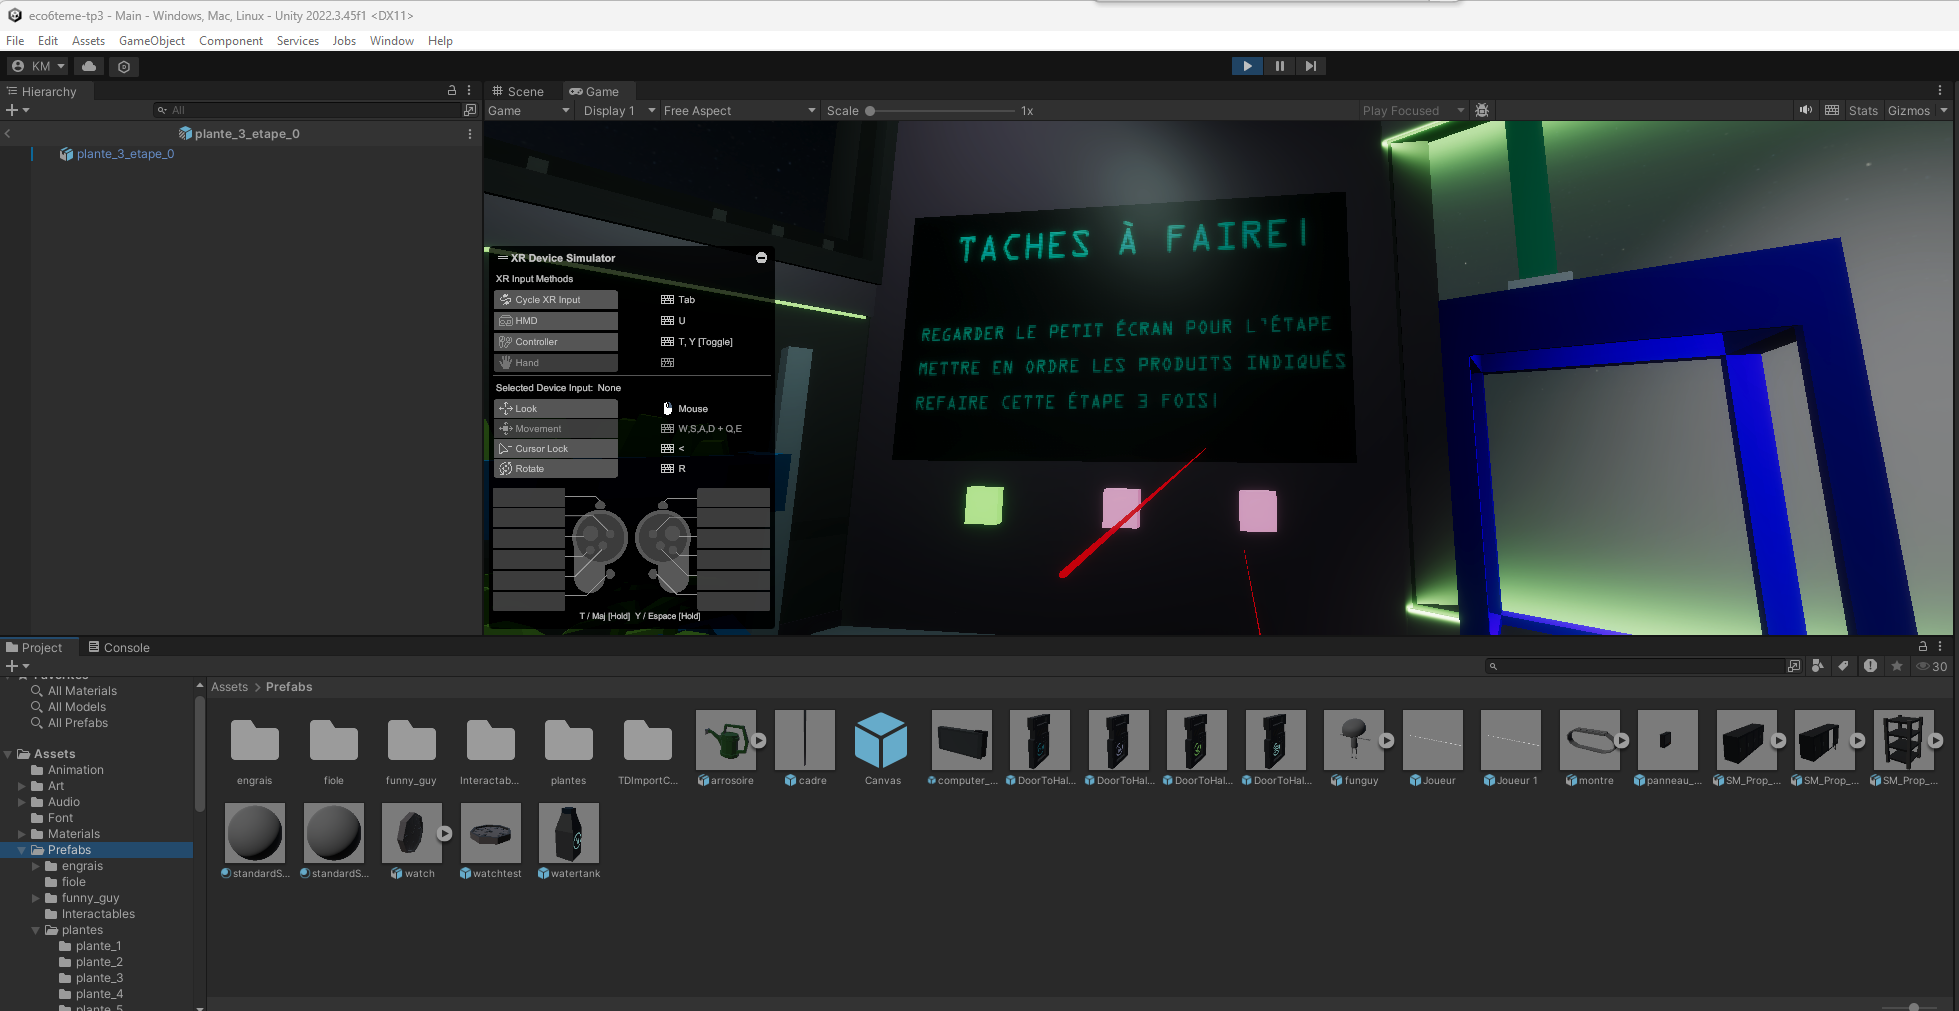 eco6teme-tp3 - Main - Windows, Mac, Linux - Unity 2022.3.45f1 <DX11>
File Edit Assets GameObject Component Services Jobs Window Help
KM
Hierarchy
All
plante_3_etape_0
plante_3_etape_0
Scene Game
Game Display 1 Free Aspect Scale 1x Play Focused Stats Gizmos
XR Device Simulator
XR Input Methods
Cycle XR Input Tab
HMD U
Controller T, Y [Toggle]
Hand
Selected Device Input: None
Look Mouse
Movement W,S,A,D + Q,E
Cursor Lock <
Rotate R
T / Maj [Hold] Y / Espace [Hold]
TACHES À FAIRE!
REGARDER LE PETIT ÉCRAN POUR L'ÉTAPE
METTRE EN ORDRE LES PRODUITS INDIQUÉS
REFAIRE CETTE ÉTAPE 3 FOIS!
Project Console
30
Favorites
All Materials
All Models
All Prefabs
Assets
Animation
Art
Audio
Font
Materials
Prefabs
engrais
fiole
funny_guy
Interactables
plantes
plante_1
plante_2
plante_3
plante_4
plante_5
Assets > Prefabs
engrais fiole funny_guy Interactab... plantes TDImportC... arrosoire cadre Canvas computer_... DoorToHal... DoorToHal... DoorToHal... DoorToHal... funguy Joueur Joueur 1 montre panneau_... SM_Prop_... SM_Prop_... SM_Prop_...
standardS... standardS... watch watchtest watertank